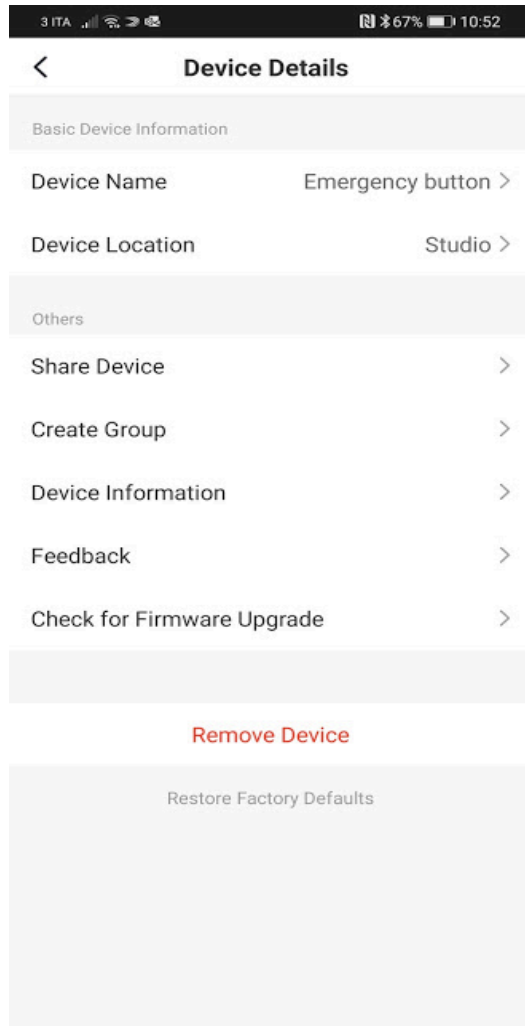 3 ITA 67% 10:52
Device Details
Basic Device Information
Device Name Emergency button >
Device Location Studio >
Others
Share Device >
Create Group >
Device Information >
Feedback >
Check for Firmware Upgrade >
Remove Device
Restore Factory Defaults